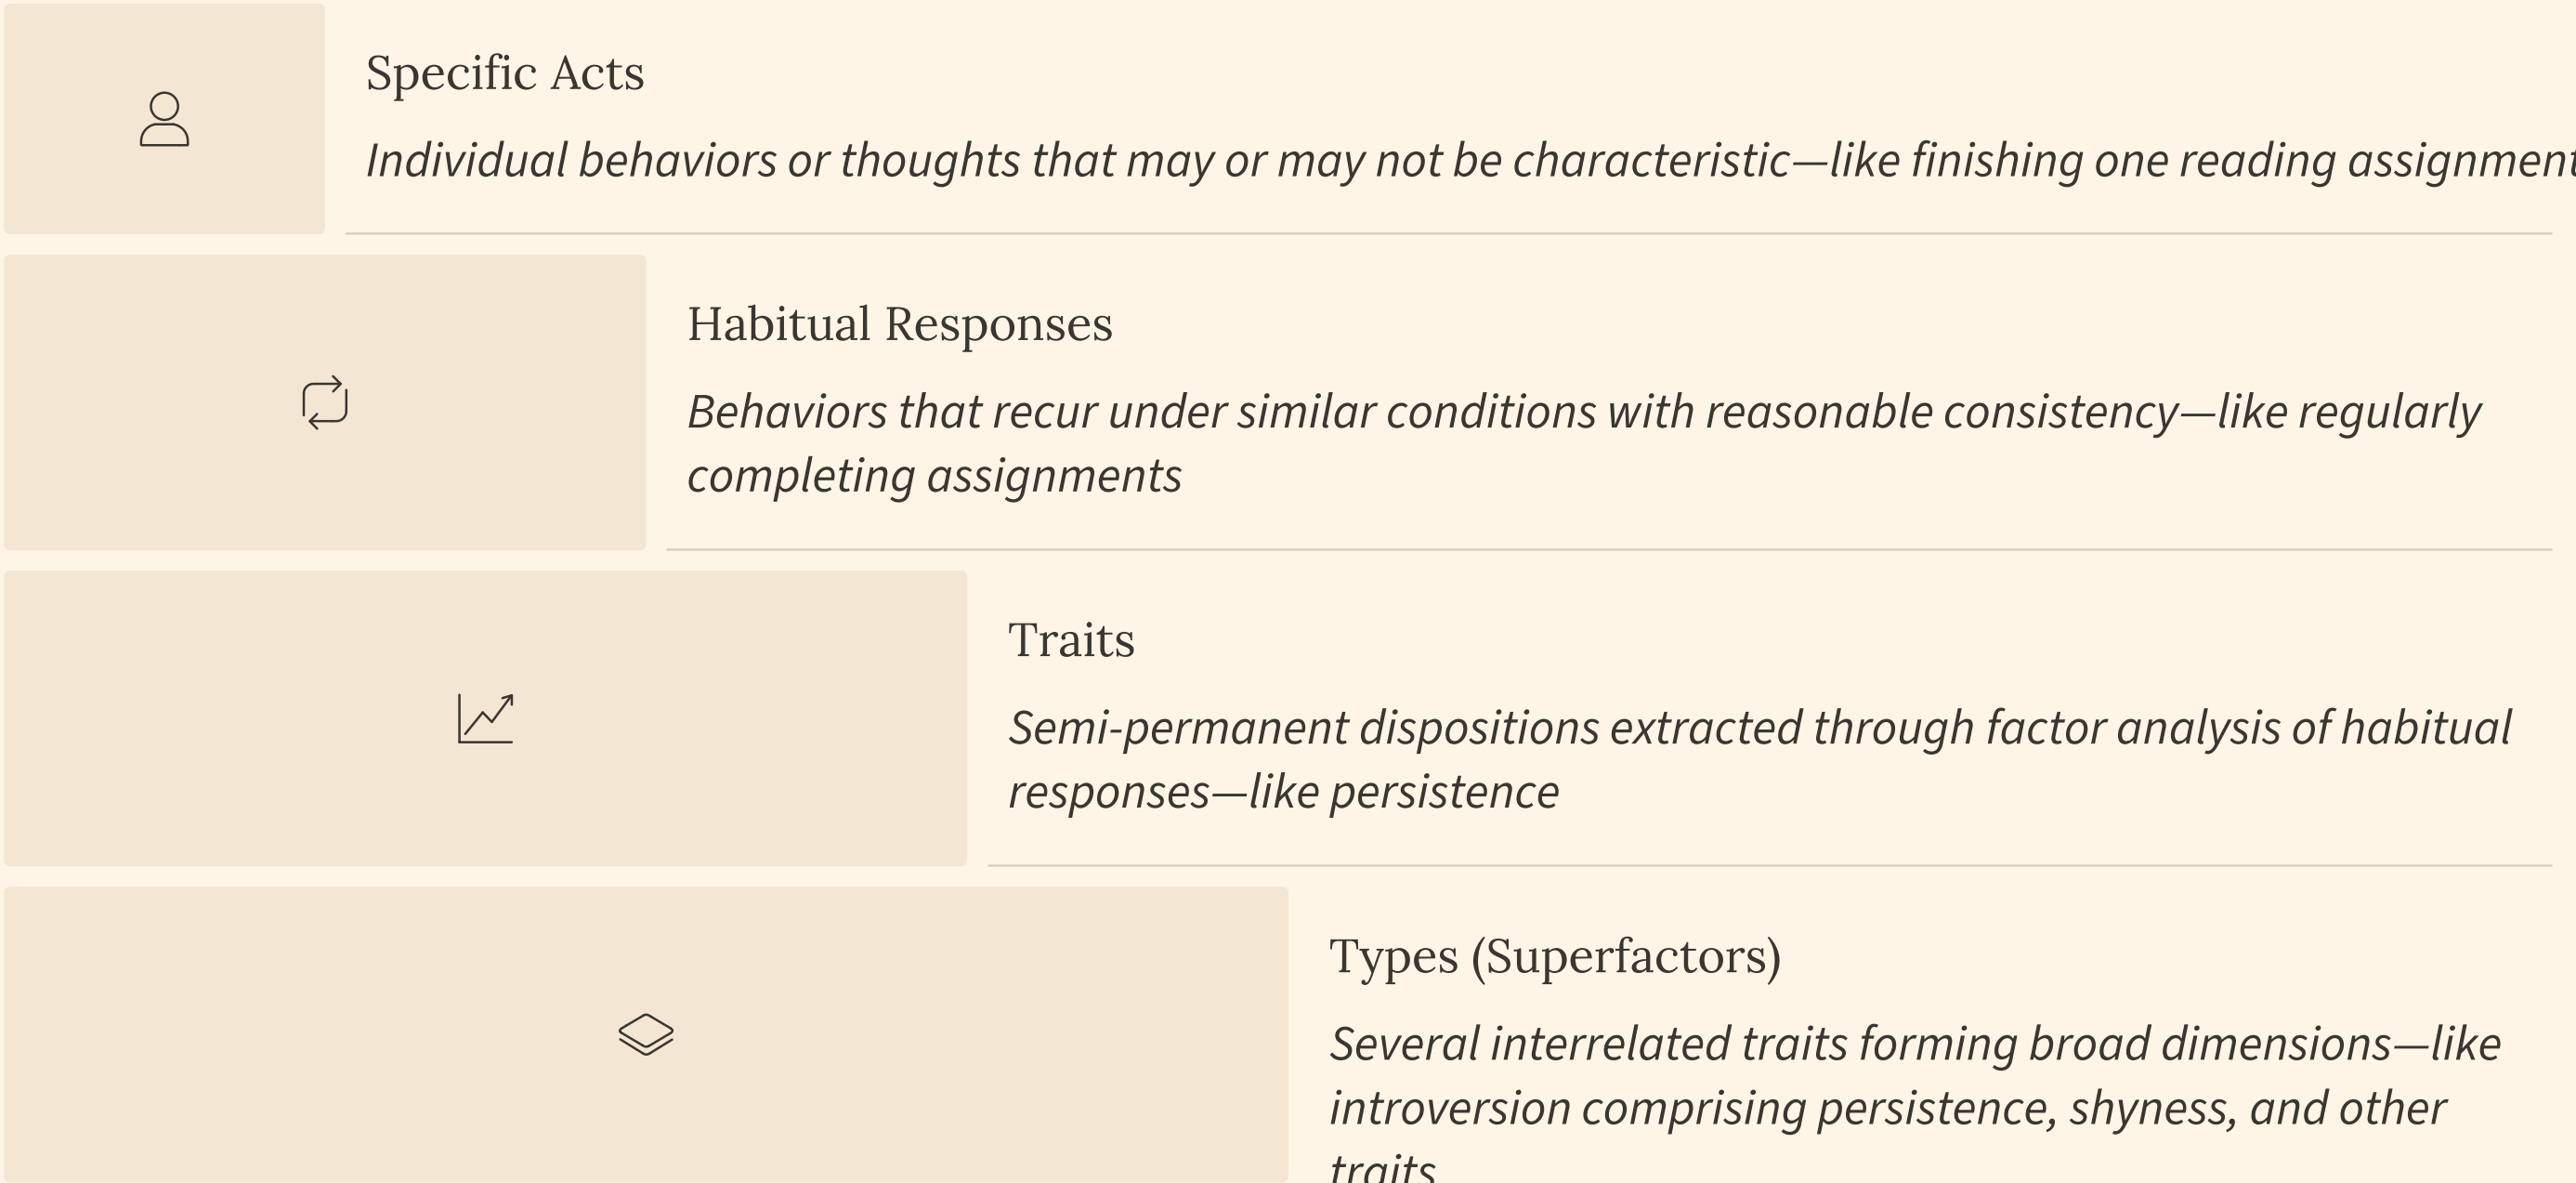 Specific Acts
Individual behaviors or thoughts that may or may not be characteristic—like finishing one reading assignment
Habitual Responses
Behaviors that recur under similar conditions with reasonable consistency—like regularly
completing assignments
Traits
Semi-permanent dispositions extracted through factor analysis of habitual
responses—like persistence
Types (Superfactors)
Several interrelated traits forming broad dimensions—like
introversion comprising persistence, shyness, and other
traits